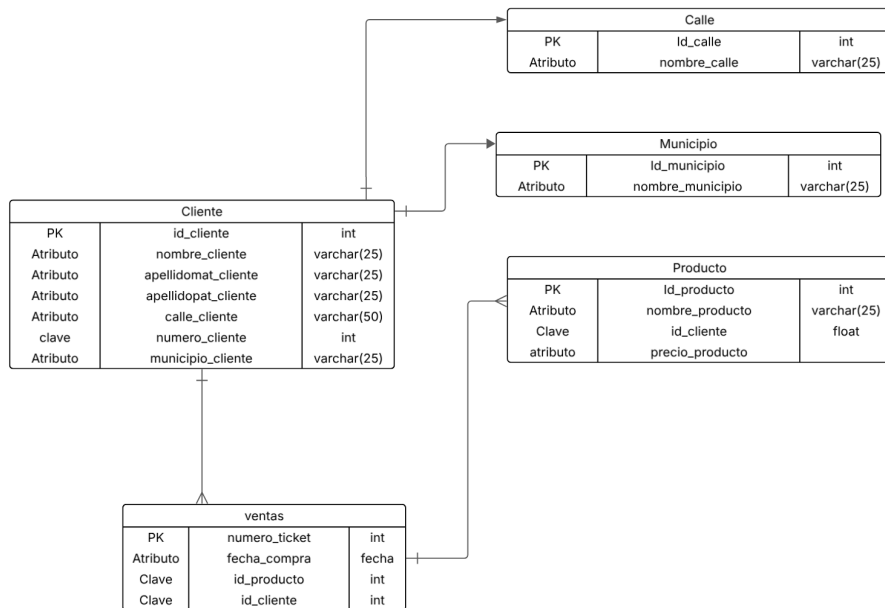 Calle
PK Id_calle int
Atributo nombre_calle varchar(25)
Municipio
PK Id_municipio int
Atributo nombre_municipio varchar(25)
Cliente
PK id_cliente int
Atributo nombre_cliente varchar(25)
Atributo apellidomat_cliente varchar(25)
Atributo apellidopat_cliente varchar(25)
Atributo calle_cliente varchar(50)
clave numero_cliente int
Atributo municipio_cliente varchar(25)
Producto
PK Id_producto int
Atributo nombre_producto varchar(25)
Clave id_cliente float
atributo precio_producto
ventas
PK numero_ticket int
Atributo fecha_compra fecha
Clave id_producto int
Clave id_cliente int